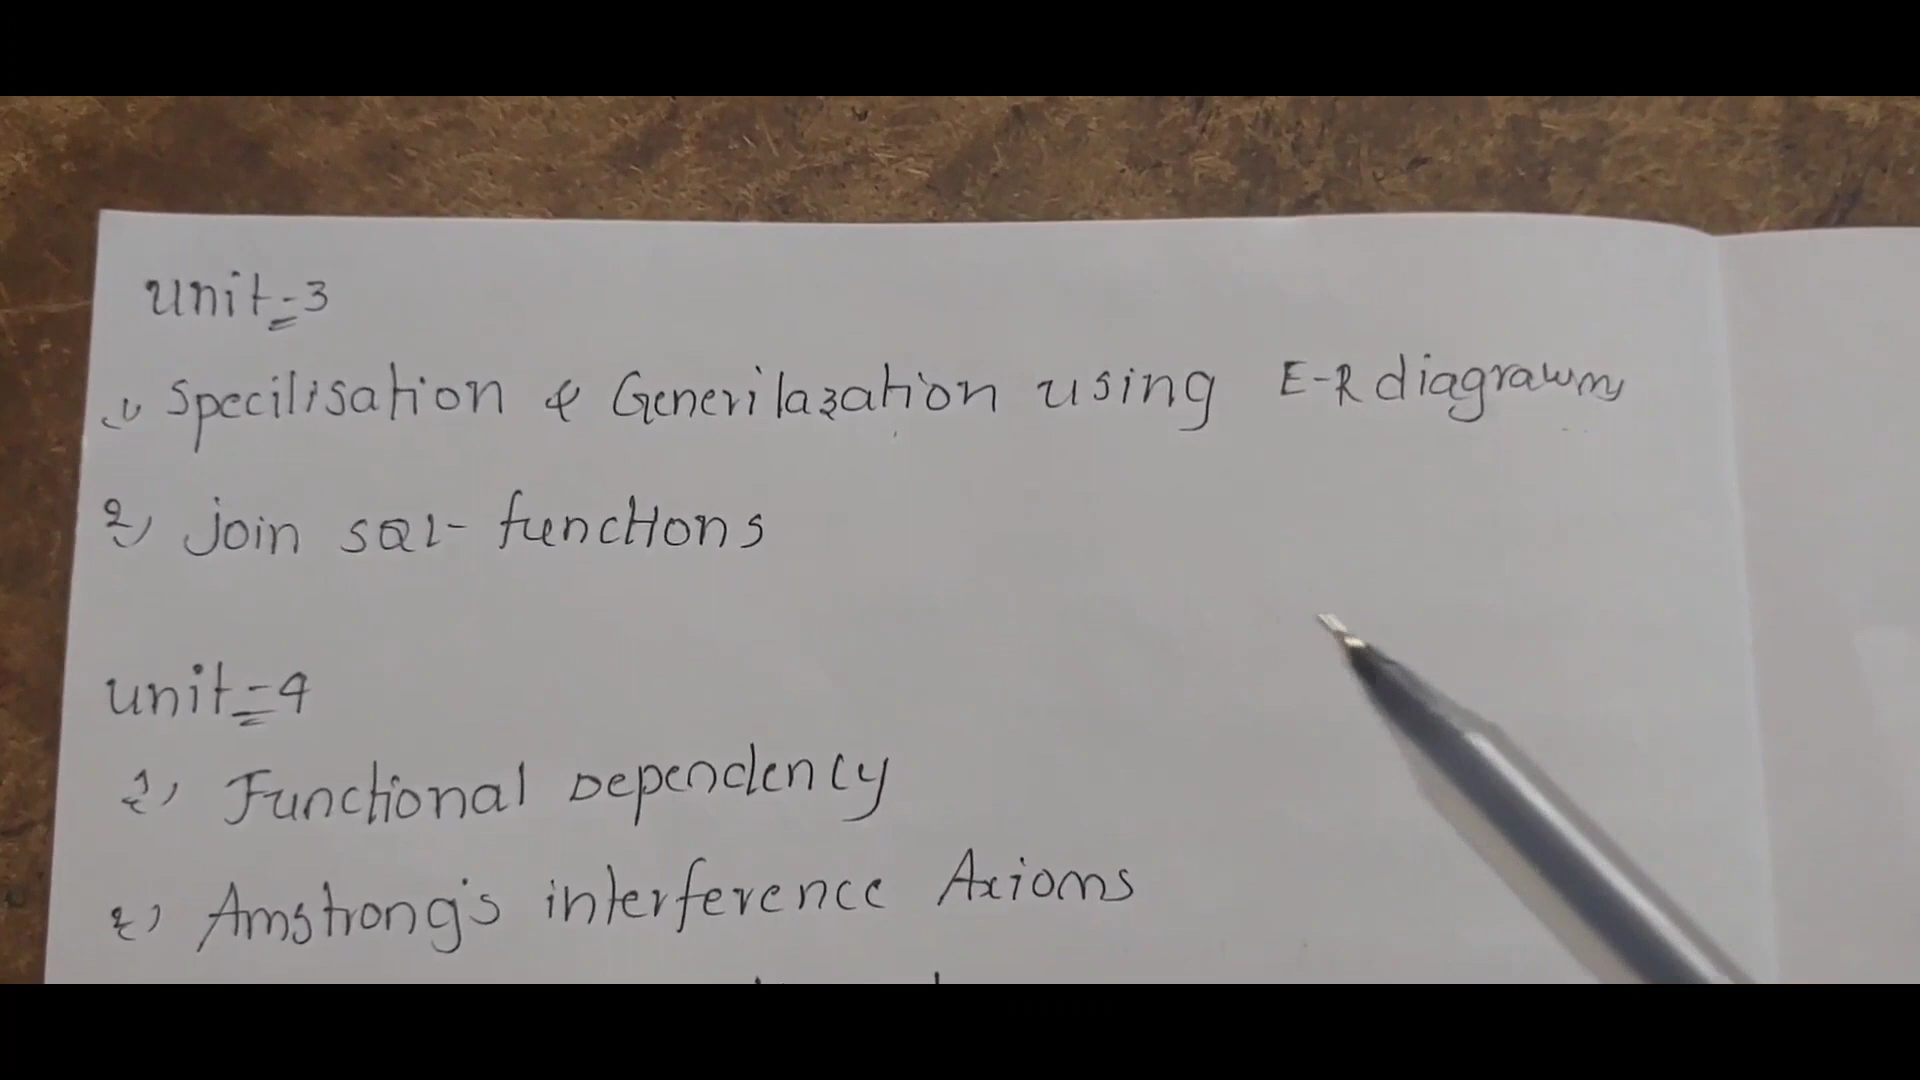 unit-3
1) Specilisation & Generilazation using E-R diagrawm
2) join SQL- functions
unit-4
1) Functional Dependency
2) Amstrong's interference Axioms